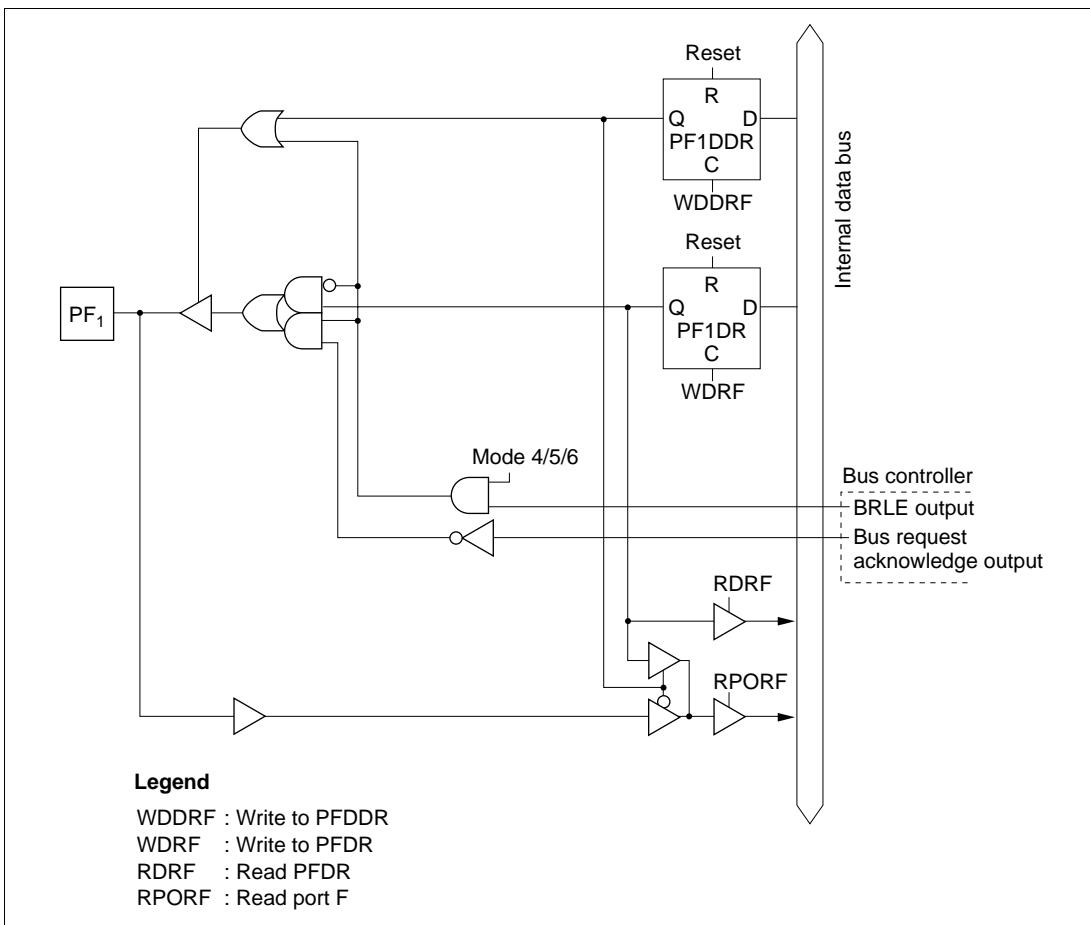 Reset
R
Q D
PF1DDR
C
WDDRF
Internal data bus
Reset
R
Q D
PF1DR
C
WDRF
PF1
Mode 4/5/6
Bus controller
BRLE output
Bus request
acknowledge output
RDRF
RPORF
Legend
WDDRF : Write to PFDDR
WDRF : Write to PFDR
RDRF : Read PFDR
RPORF : Read port F